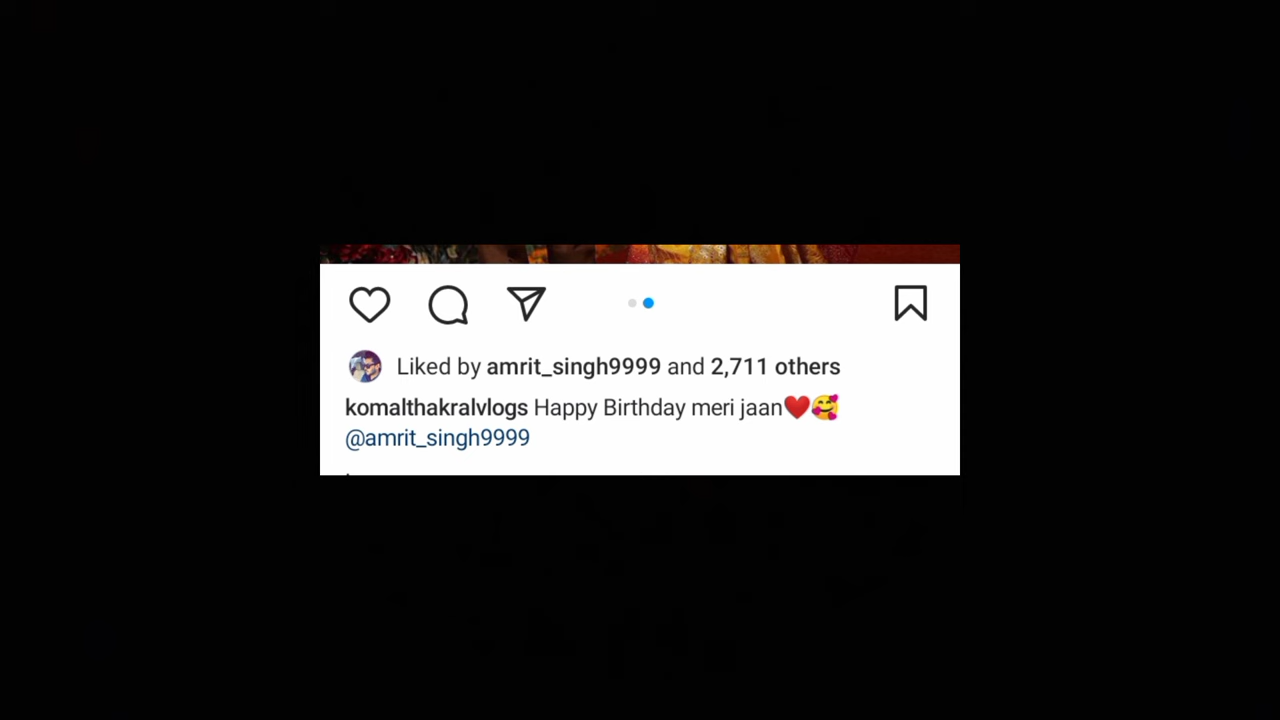 Liked by amrit_singh9999 and 2,711 others
komalthakralvlogs Happy Birthday meri jaan❤️🥰
@amrit_singh9999